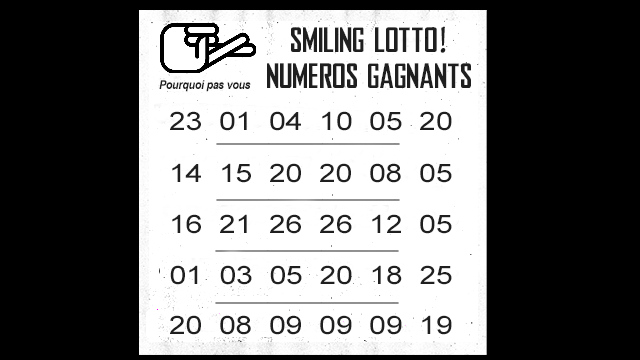 SMILING LOTTO!
NUMEROS GAGNANTS
Pourquoi pas vous
23 01 04 10 05 20
14 15 20 20 08 05
16 21 26 26 12 05
01 03 05 20 18 25
20 08 09 09 09 19